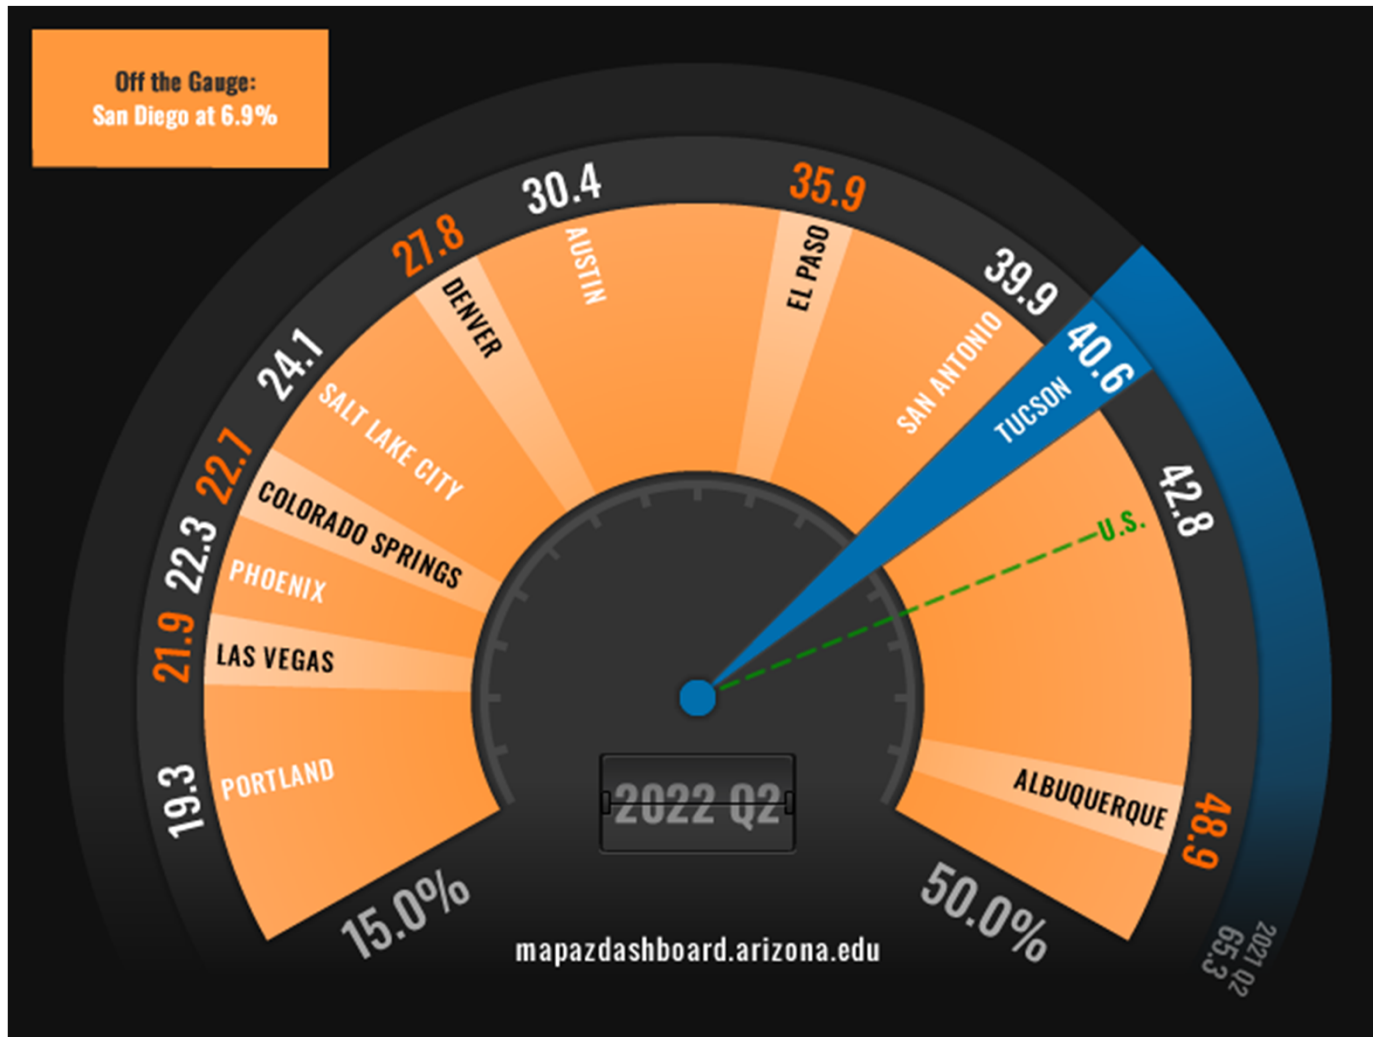 Off the Gauge:
San Diego at 6.9%
19.3
PORTLAND
21.9
LAS VEGAS
22.3
PHOENIX
22.7
COLORADO SPRINGS
24.1
SALT LAKE CITY
27.8
DENVER
30.4
AUSTIN
35.9
EL PASO
39.9
SAN ANTONIO
40.6
TUCSON
42.8
U.S.
48.9
ALBUQUERQUE
2022 Q2
15.0%
50.0%
2021 Q2
65.3
mapazdashboard.arizona.edu